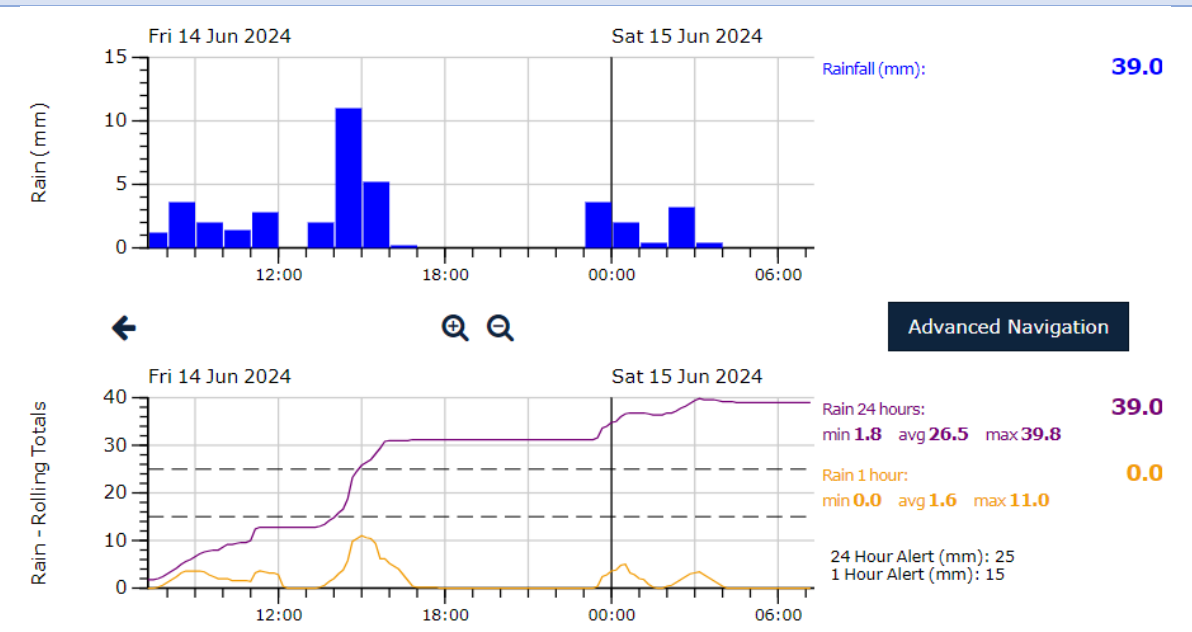 Fri 14 Jun 2024 Sat 15 Jun 2024
15
10
5
0
Rain (mm)
12:00 18:00 00:00 06:00
Rainfall (mm): 39.0
Advanced Navigation
Fri 14 Jun 2024 Sat 15 Jun 2024
40
30
20
10
0
Rain - Rolling Totals
12:00 18:00 00:00 06:00
Rain 24 hours: 39.0
min 1.8 avg 26.5 max 39.8
Rain 1 hour: 0.0
min 0.0 avg 1.6 max 11.0
24 Hour Alert (mm): 25
1 Hour Alert (mm): 15